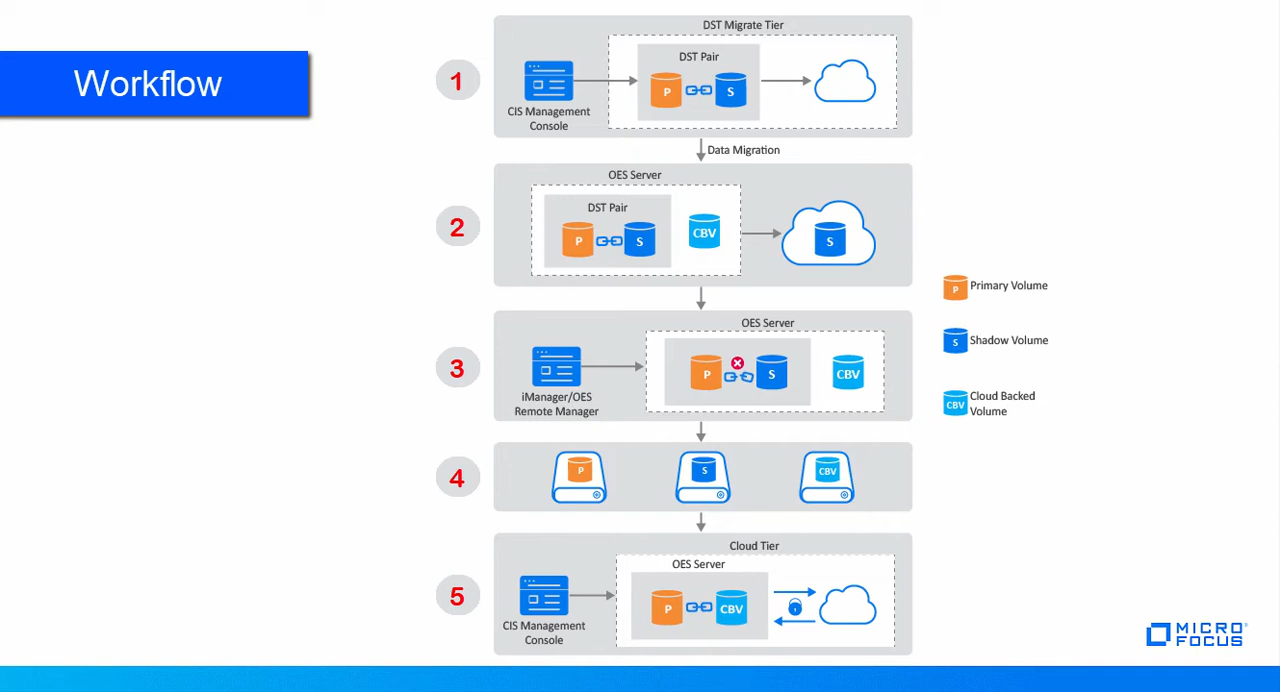 Workflow
1
DST Migrate Tier
DST Pair
P
S
CIS Management
Console
Data Migration
2
OES Server
DST Pair
P
S
CBV
S
3
OES Server
P
S
CBV
iManager/OES
Remote Manager
4
P
S
CBV
5
Cloud Tier
OES Server
P
CBV
CIS Management
Console
P
Primary Volume
S
Shadow Volume
CBV
Cloud Backed
Volume
MICRO
FOCUS